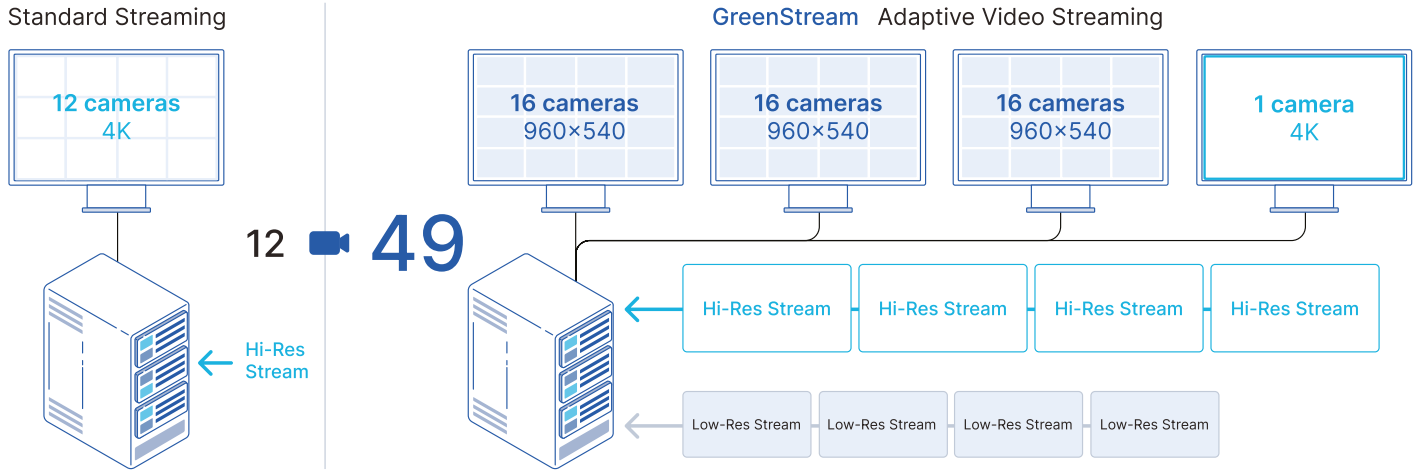 Standard Streaming
GreenStream Adaptive Video Streaming
12 cameras
4K
16 cameras
960×540
16 cameras
960×540
16 cameras
960×540
1 camera
4K
12
49
Hi-Res
Stream
Hi-Res Stream
Hi-Res Stream
Hi-Res Stream
Hi-Res Stream
Low-Res Stream
Low-Res Stream
Low-Res Stream
Low-Res Stream